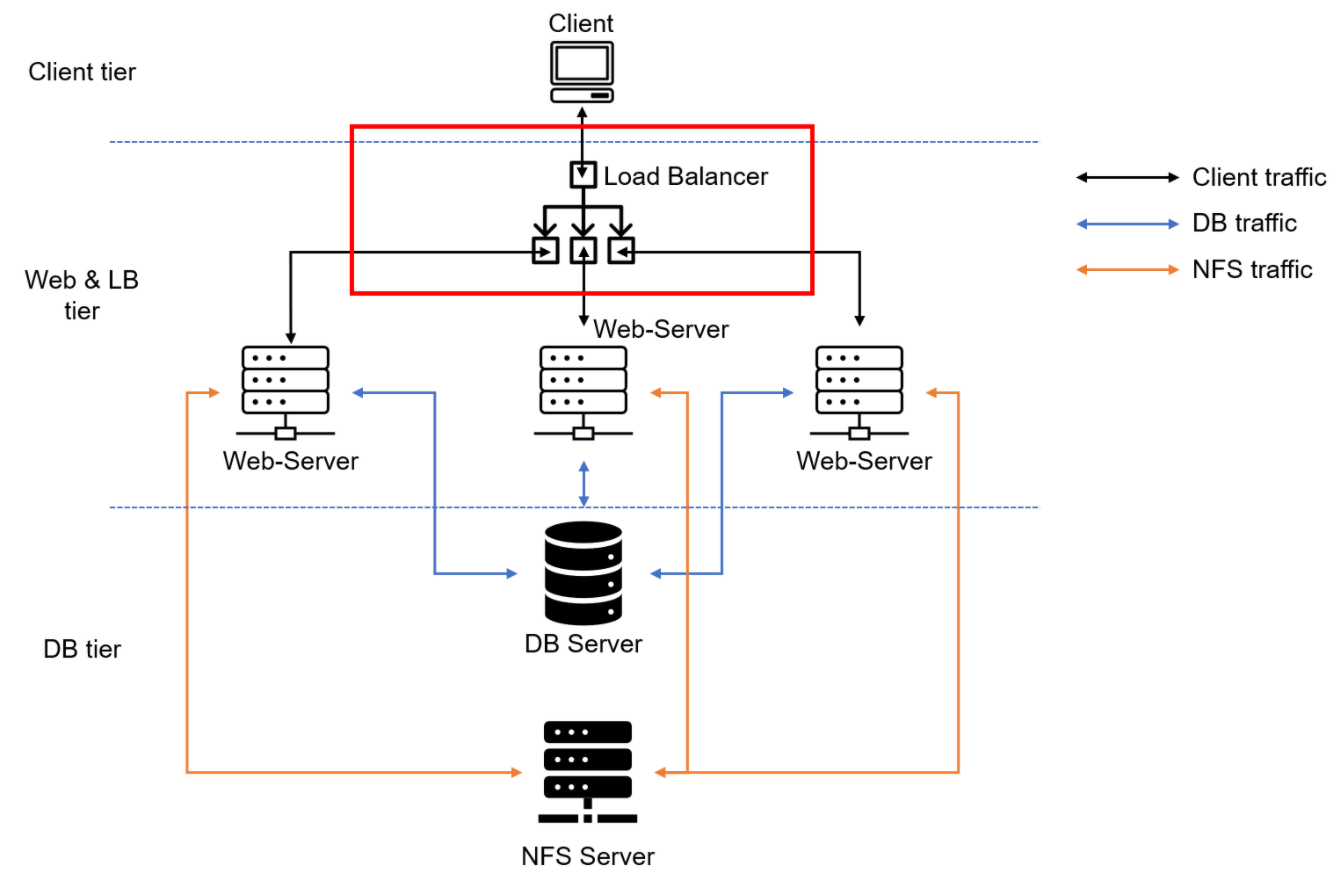 Client
Client tier
Load Balancer
Client traffic
DB traffic
NFS traffic
Web & LB
tier
Web-Server
Web-Server
Web-Server
DB Server
DB tier
NFS Server